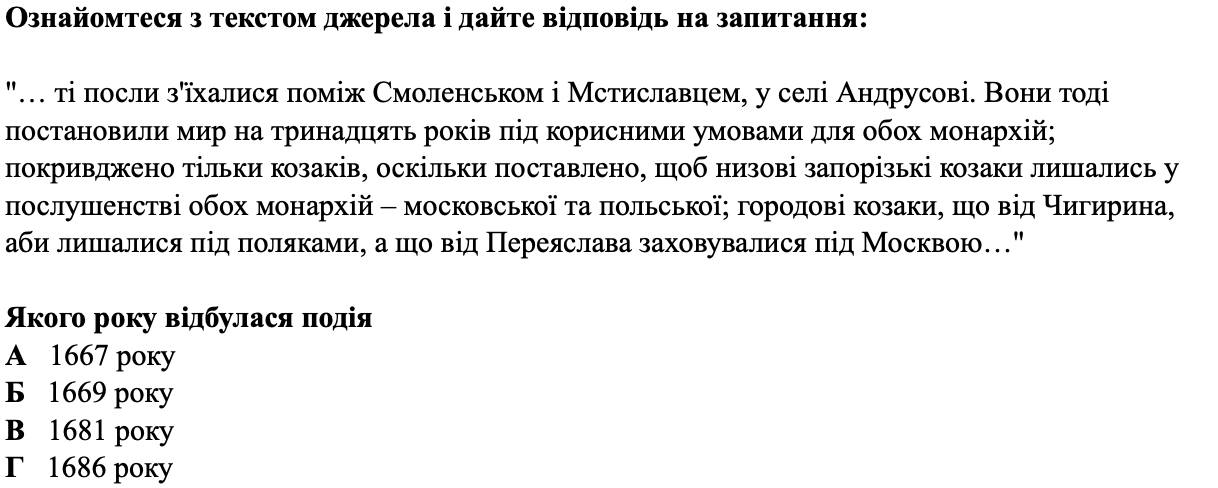 Ознайомтеся з текстом джерела і дайте відповідь на запитання:
"… ті посли з'їхалися поміж Смоленськом і Мстиславцем, у селі Андрусові. Вони тоді
постановили мир на тринадцять років під корисними умовами для обох монархій;
покривджено тільки козаків, оскільки поставлено, щоб низові запорізькі козаки лишались у
послушенстві обох монархій – московської та польської; городові козаки, що від Чигирина,
аби лишалися під поляками, а що від Переяслава заховувалися під Москвою…"
Якого року відбулася подія
А 1667 року
Б 1669 року
В 1681 року
Г 1686 року